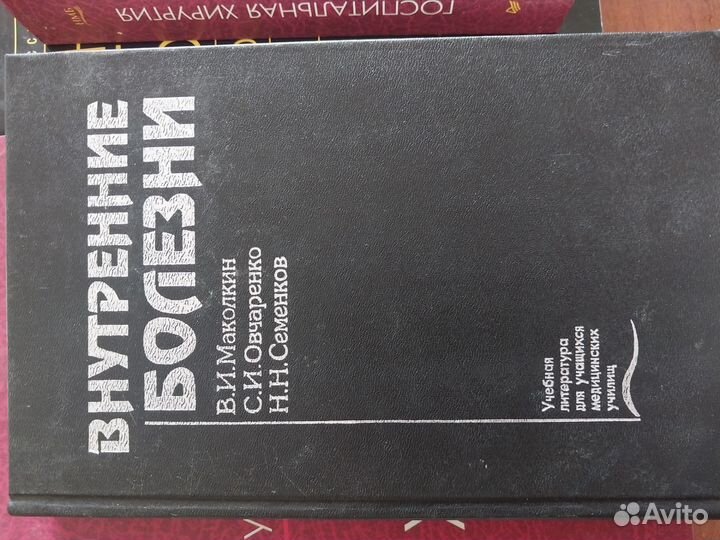 ГОСПИТАЛЬНАЯ ХИРУРГИЯ
ВНУТРЕННИЕ
БОЛЕЗНИ
В.И.Маколкин
С.И.Овчаренко
Н.Н.Семенков
Учебная
литература
для учащихся
медицинских
училищ
Avito